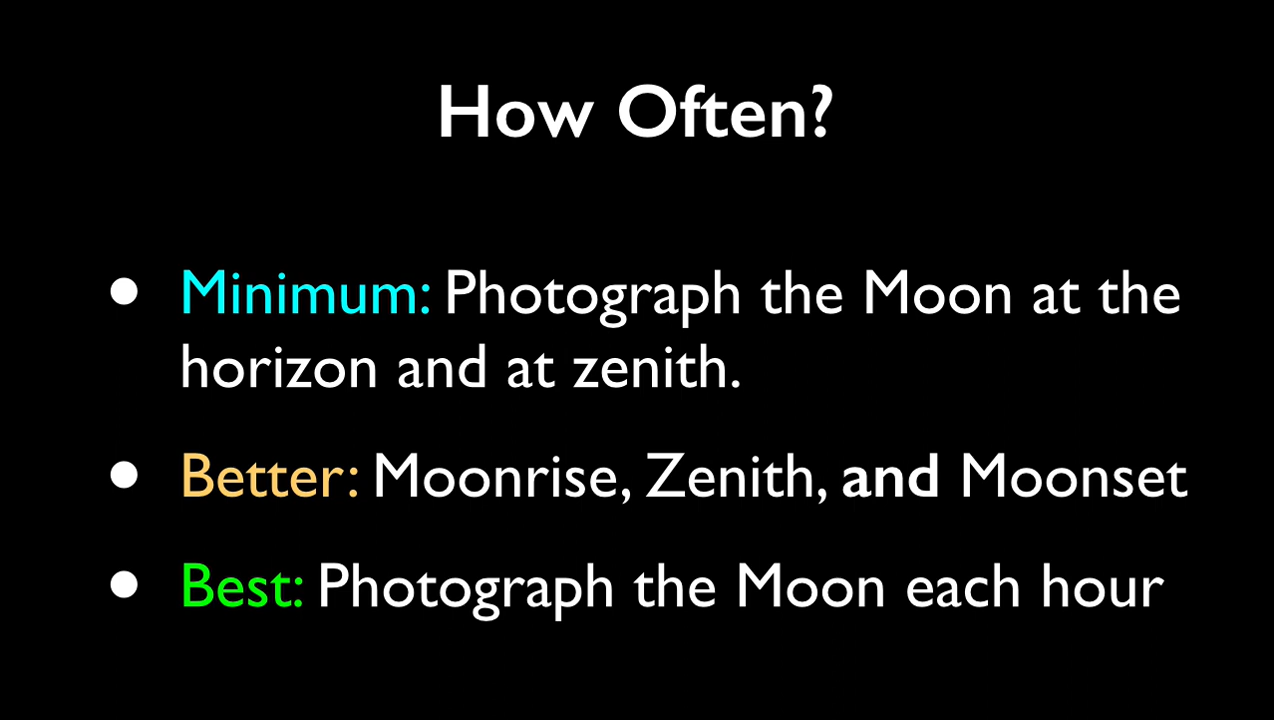 How Often?
• Minimum: Photograph the Moon at the
horizon and at zenith.
• Better: Moonrise, Zenith, and Moonset
• Best: Photograph the Moon each hour